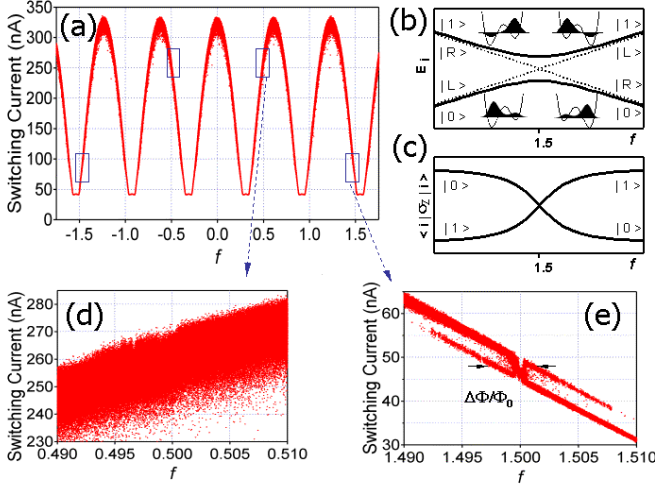 (a)
Switching Current (nA)
350
300
250
200
150
100
50
0
-1.5 -1.0 -0.5 0.0 0.5 1.0 1.5
f
(b)
|1> |1>
|R> |L>
|L> |R>
|0> |0>
E_i
1.5 f
(c)
<i|σ_z|i>
|0> |1>
|1> |0>
1.5 f
(d)
Switching Current (nA)
280
270
260
250
240
230
0.490 0.495 0.500 0.505 0.510
f
(e)
Switching Current (nA)
60
50
40
30
ΔΦ/Φ₀
1.490 1.495 1.500 1.505 1.510
f